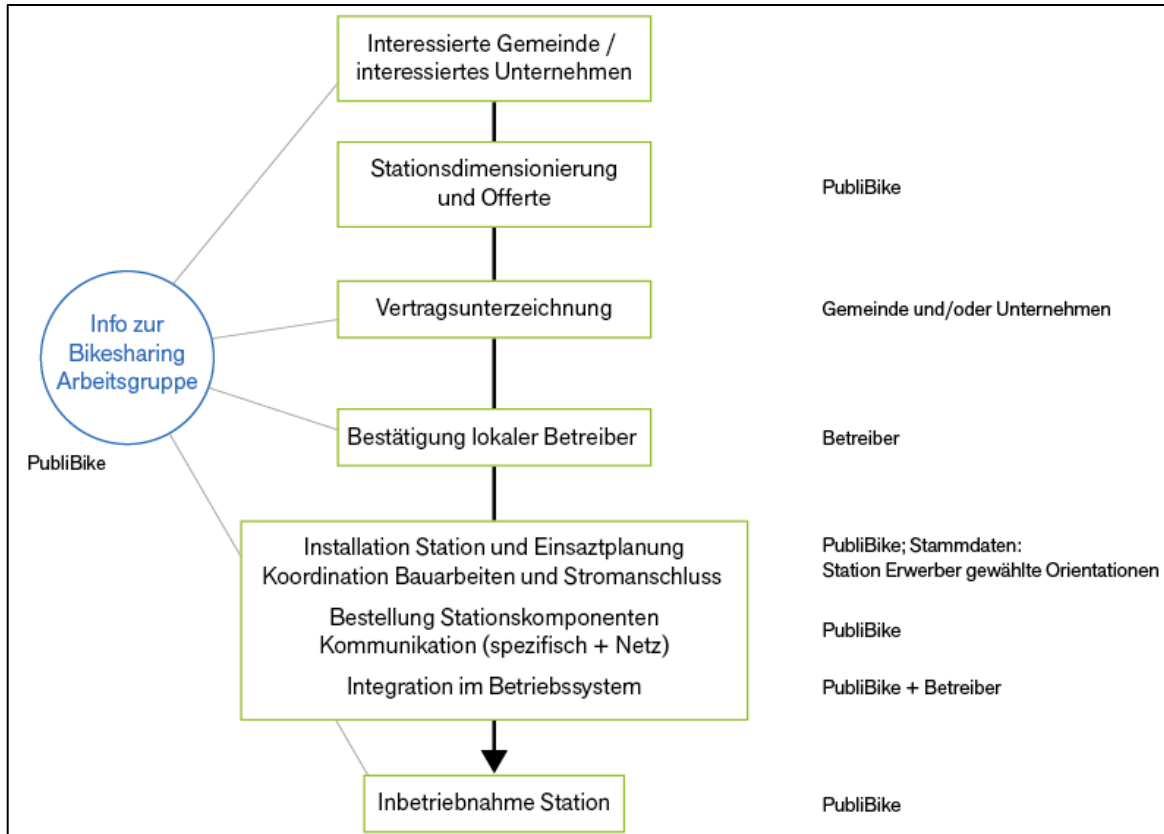 Interessierte Gemeinde /
interessiertes Unternehmen
Stationsdimensionierung
und Offerte
PubliBike
Vertragsunterzeichnung
Gemeinde und/oder Unternehmen
Info zur
Bikesharing
Arbeitsgruppe
PubliBike
Bestätigung lokaler Betreiber
Betreiber
Installation Station und Einsaztplanung
Koordination Bauarbeiten und Stromanschluss
PubliBike; Stammdaten:
Station Erwerber gewählte Orientationen
Bestellung Stationskomponenten
Kommunikation (spezifisch + Netz)
PubliBike
Integration im Betriebssystem
PubliBike + Betreiber
Inbetriebnahme Station
PubliBike